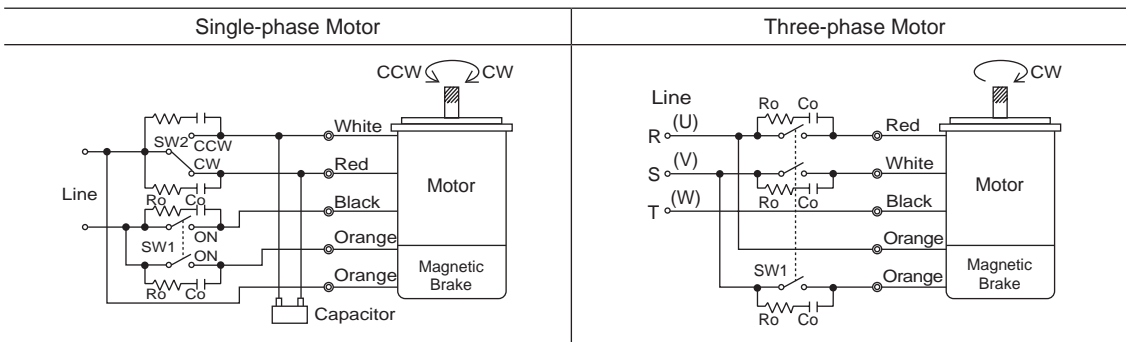 Single-phase Motor
CCW CW
SW2 CCW
CW
Ro Co
Line
SW1
ON
ON
Ro Co
White
Red
Black
Orange
Orange
Capacitor
Motor
Magnetic
Brake
Three-phase Motor
CW
Line
R (U)
S (V)
T (W)
Ro Co
Ro Co
SW1
Ro Co
Red
White
Black
Orange
Orange
Motor
Magnetic
Brake